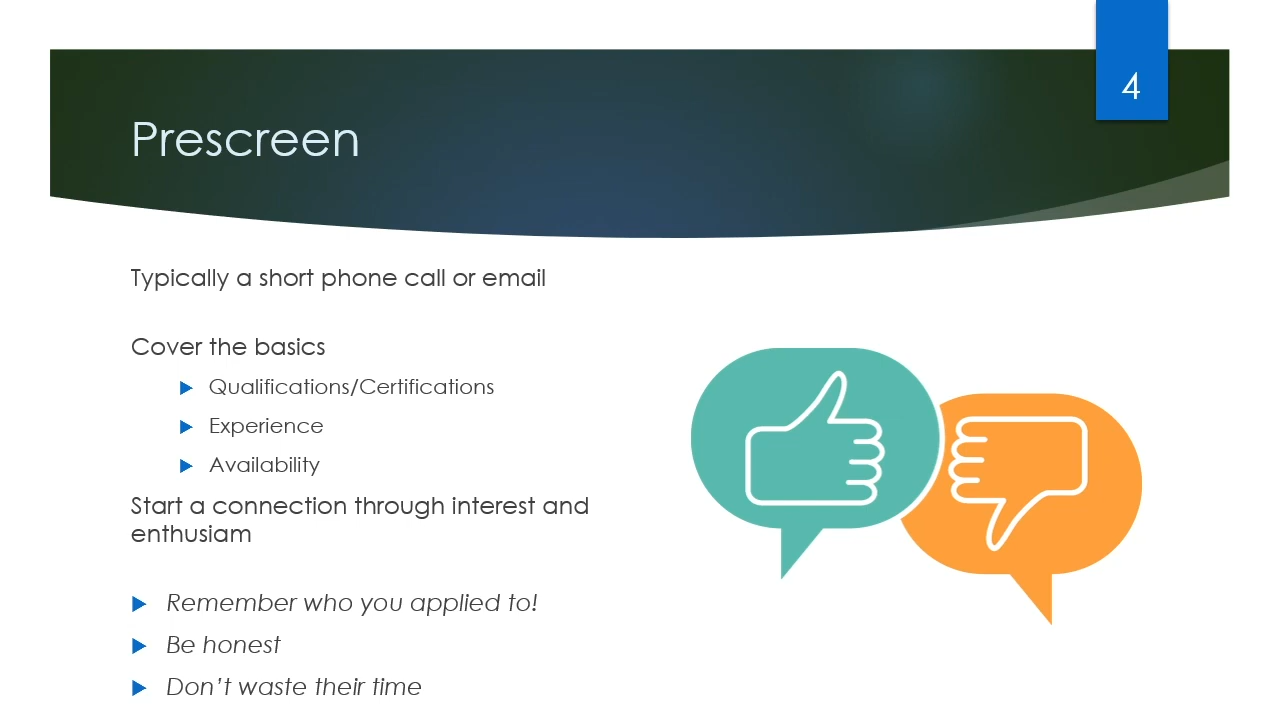 4
Prescreen
Typically a short phone call or email
Cover the basics
Qualifications/Certifications
Experience
Availability
Start a connection through interest and
enthusiam
Remember who you applied to!
Be honest
Don't waste their time